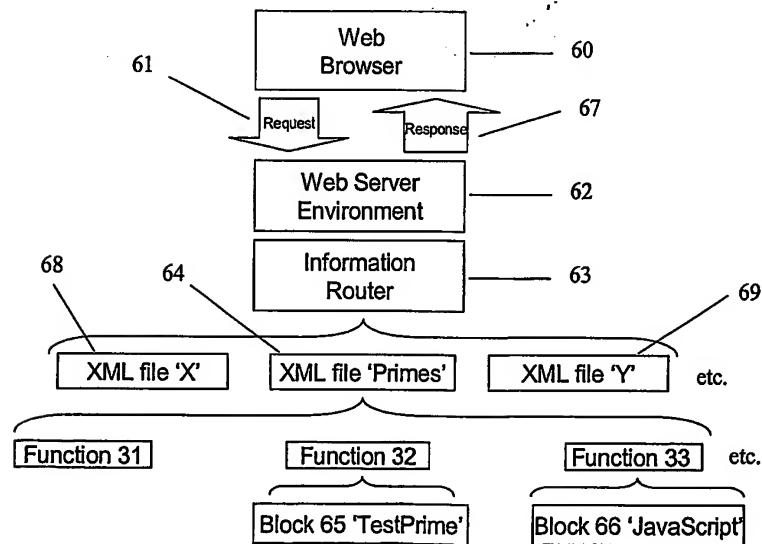 Web
Browser
60
61
Request
Response
67
Web Server
Environment
62
Information
Router
63
68
64
69
XML file 'X'
XML file 'Primes'
XML file 'Y'
etc.
Function 31
Function 32
Function 33
etc.
Block 65 'TestPrime'
Block 66 'JavaScript'